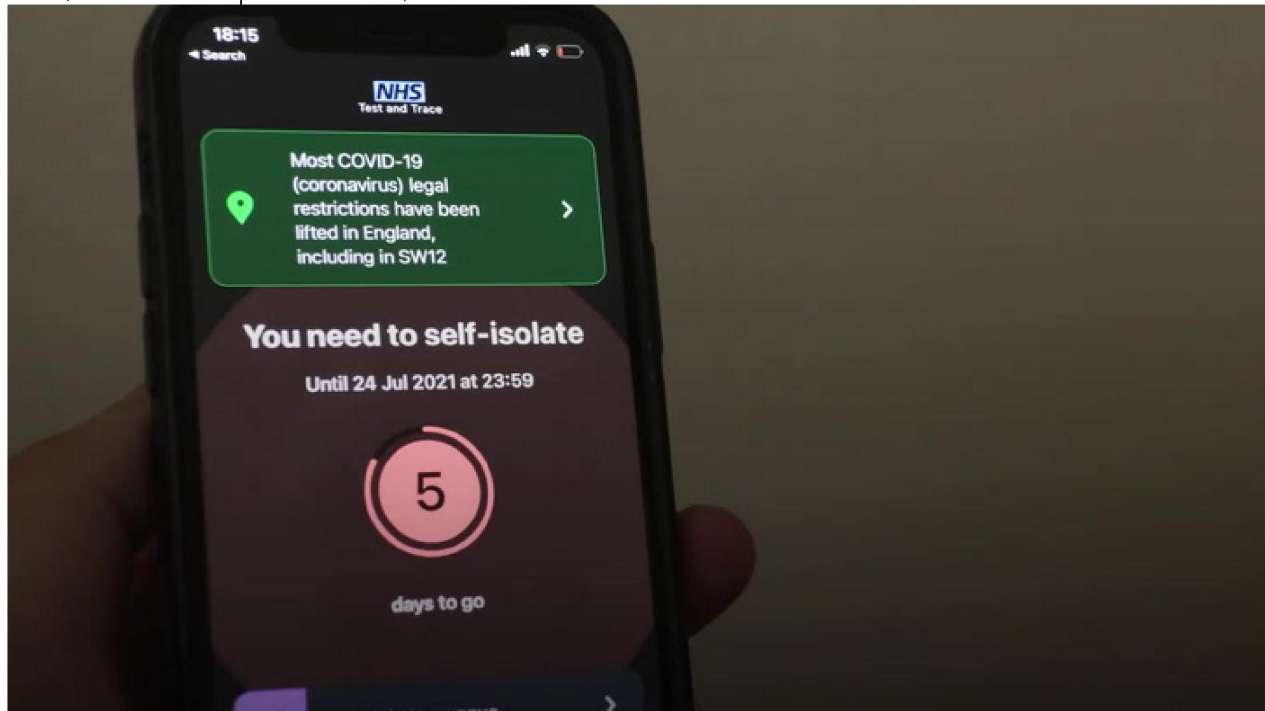 18:15
Search
NHS
Test and Trace
Most COVID-19
(coronavirus) legal
restrictions have been
lifted in England,
including in SW12
You need to self-isolate
Until 24 Jul 2021 at 23:59
5
days to go